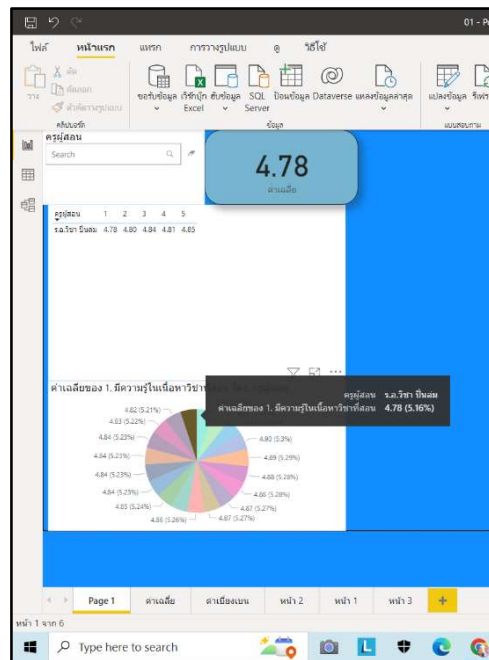 01 - Po
ไฟล์ หน้าแรก แทรก การวางรูปแบบ ดู วิธีใช้
วาง
ตัด
คัดลอก
ตัวคัดวางรูปแบบ
ขอรับข้อมูล
Excel
SQL Server
ป้อนข้อมูล
Dataverse
แหล่งข้อมูลล่าสุด
แปลงข้อมูล
รีเฟร
คลิปบอร์ด ข้อมูล แบบสอบถาม
ครูผู้สอน
Search
4.78
ค่าเฉลี่ย
ครูผู้สอน 1 2 3 4 5
ร.อ.วิชา ปิ่นล่ม 4.78 4.80 4.84 4.81 4.85
ค่าเฉลี่ยของ 1. มีความรู้ในเนื้อหาวิชา
ครูผู้สอน ร.อ.วิชา ปิ่นล่ม
ค่าเฉลี่ยของ 1. มีความรู้ในเนื้อหาวิชาที่สอน 4.78 (5.16%)
4.82 (5.21%)
4.83 (5.22%)
4.84 (5.23%)
4.84 (5.23%)
4.84 (5.23%)
4.84 (5.23%)
4.85 (5.24%)
4.86 (5.26%)
4.90 (5.3%)
4.89 (5.29%)
4.88 (5.28%)
4.88 (5.28%)
4.87 (5.27%)
4.87 (5.27%)
Page 1 ค่าเฉลี่ย ค่าเบี่ยงเบน หน้า 2 หน้า 1 หน้า 3 +
หน้า 1 จาก 6
Type here to search